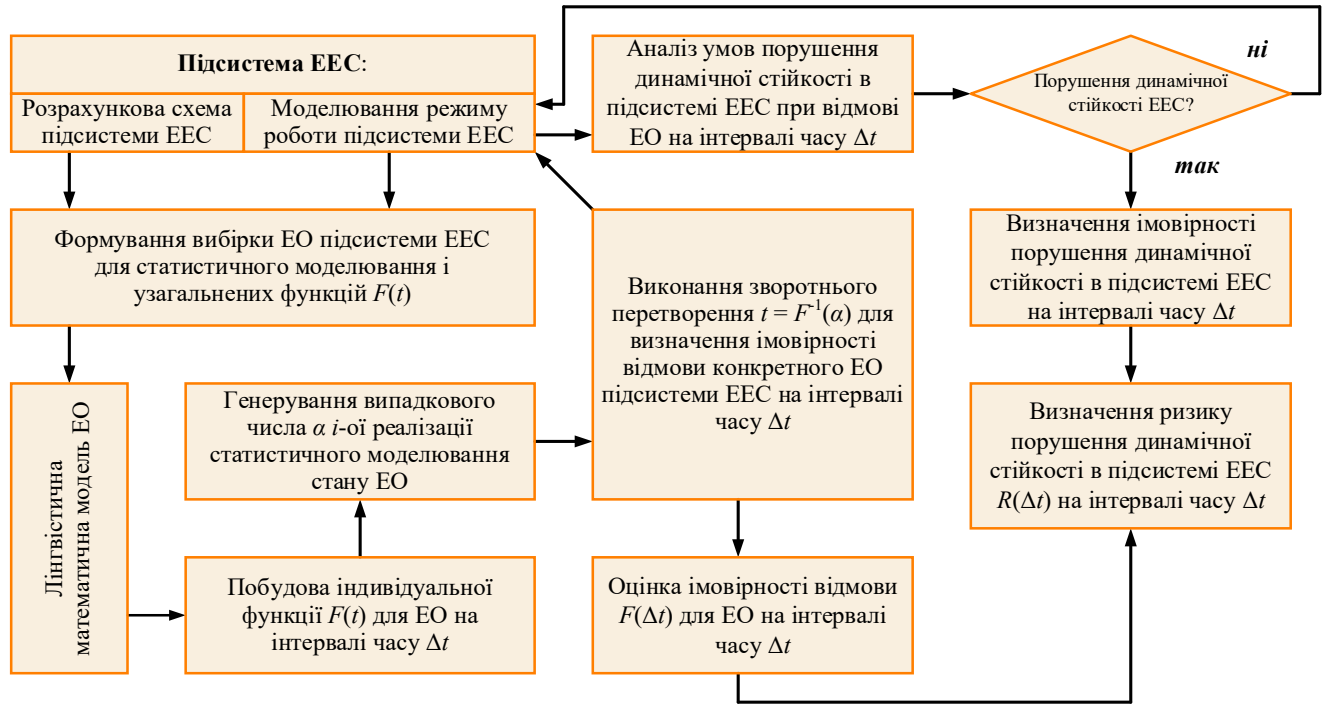 Підсистема ЕЕС:
Розрахункова схема
підсистеми ЕЕС
Моделювання режиму
роботи підсистеми ЕЕС
Аналіз умов порушення
динамічної стійкості в
підсистемі ЕЕС при відмові
ЕО на інтервалі часу Δt
Порушення динамічної
стійкості ЕЕС?
ні
так
Формування вибірки ЕО підсистеми ЕЕС
для статистичного моделювання і
узагальнених функцій F(t)
Виконання зворотнього
перетворення t = F⁻¹(α) для
визначення імовірності
відмови конкретного ЕО
підсистеми ЕЕС на інтервалі
часу Δt
Визначення імовірності
порушення динамічної
стійкості в підсистемі ЕЕС
на інтервалі часу Δt
Лінгвістична
математична модель ЕО
Генерування випадкового
числа α i-ої реалізації
статистичного моделювання
стану ЕО
Визначення ризику
порушення динамічної
стійкості в підсистемі ЕЕС
R(Δt) на інтервалі часу Δt
Побудова індивідуальної
функції F(t) для ЕО на
інтервалі часу Δt
Оцінка імовірності відмови
F(Δt) для ЕО на інтервалі
часу Δt